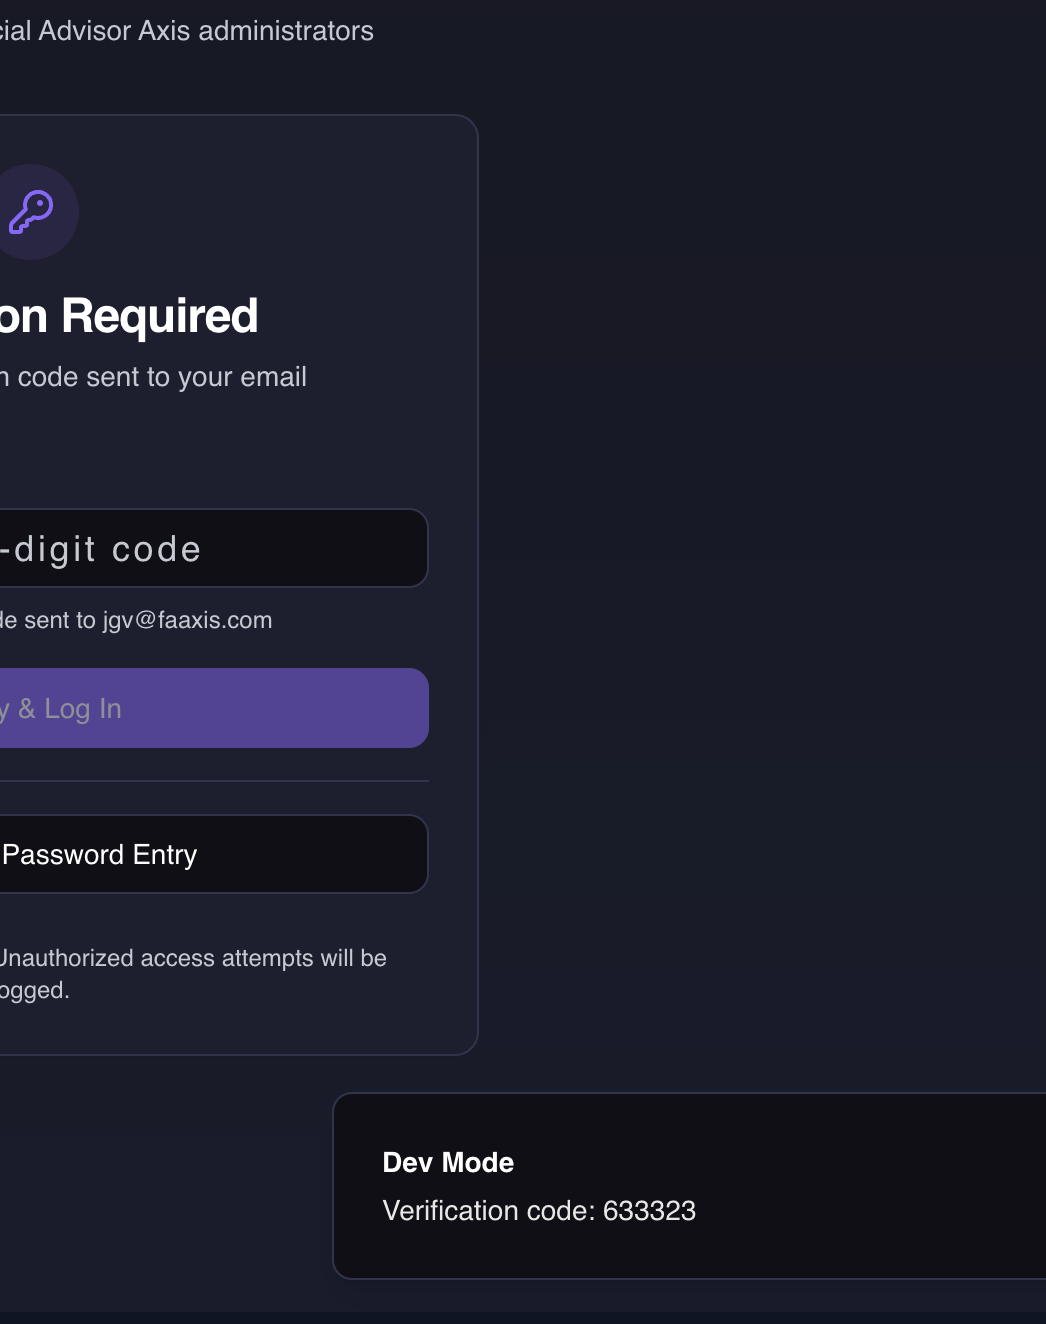 cial Advisor Axis administrators
on Required
n code sent to your email
-digit code
de sent to jgv@faaxis.com
y & Log In
Password Entry
Unauthorized access attempts will be
ogged.
Dev Mode
Verification code: 633323